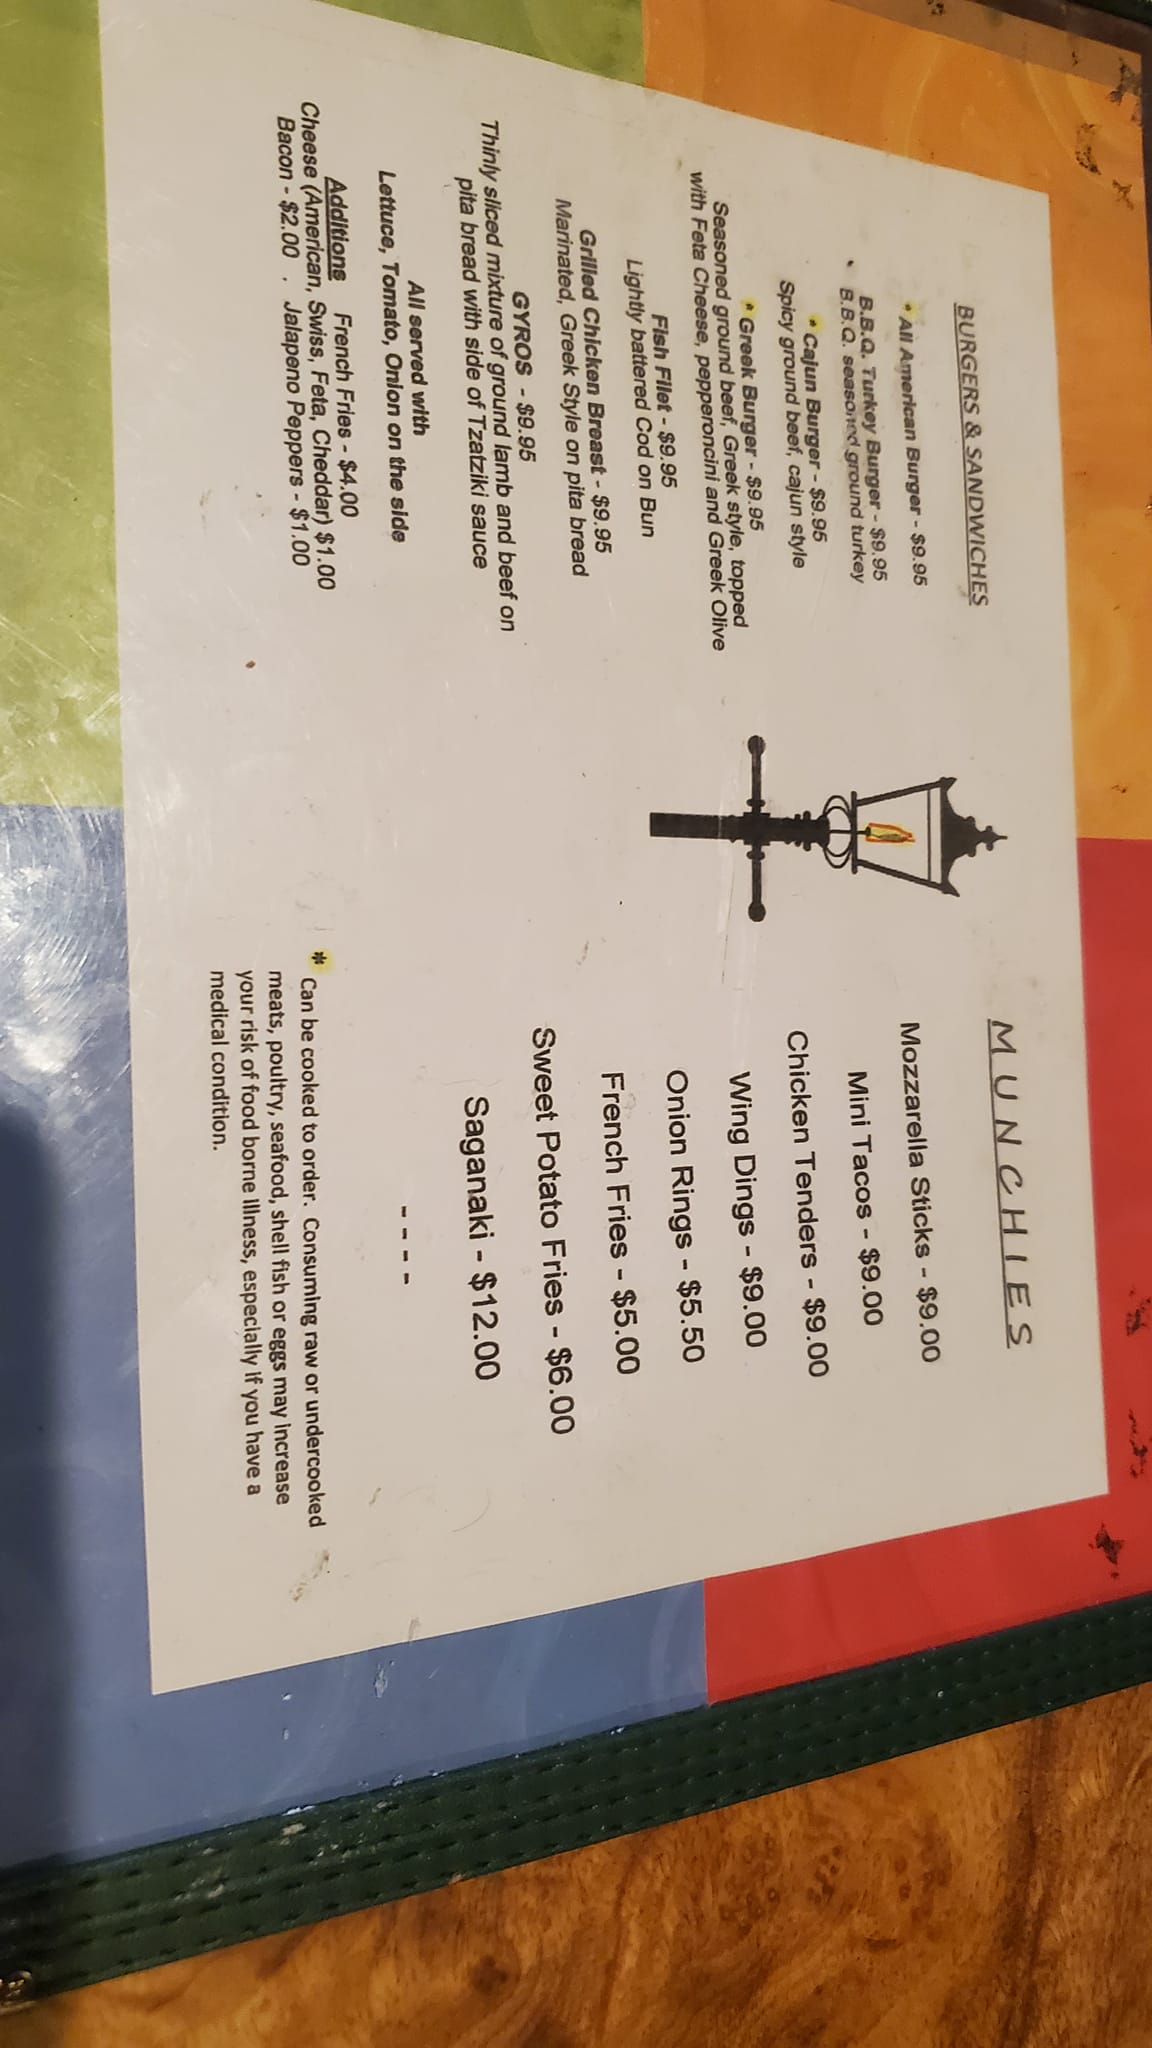 BURGERS & SANDWICHES
* All American Burger - $9.95
B.B.Q. Turkey Burger - $9.95
B.B.Q. seasoned ground turkey
* Cajun Burger - $9.95
Spicy ground beef, cajun style
* Greek Burger - $9.95
Seasoned ground beef, Greek style, topped
with Feta Cheese, pepperoncini and Greek Olive
Fish Filet - $9.95
Lightly battered Cod on Bun
Grilled Chicken Breast - $9.95
Marinated, Greek Style on pita bread
GYROS - $9.95
Thinly sliced mixture of ground lamb and beef on
pita bread with side of Tzatziki sauce
All served with
Lettuce, Tomato, Onion on the side
Additions French Fries - $4.00
Cheese (American, Swiss, Feta, Cheddar) $1.00
Bacon - $2.00 . Jalapeno Peppers - $1.00
MUNCHIES
Mozzarella Sticks - $9.00
Mini Tacos - $9.00
Chicken Tenders - $9.00
Wing Dings - $9.00
Onion Rings - $5.50
French Fries - $5.00
Sweet Potato Fries - $6.00
Saganaki - $12.00
- - - -
* Can be cooked to order. Consuming raw or undercooked
meats, poultry, seafood, shell fish or eggs may increase
your risk of food borne Illness, especially if you have a
medical condition.